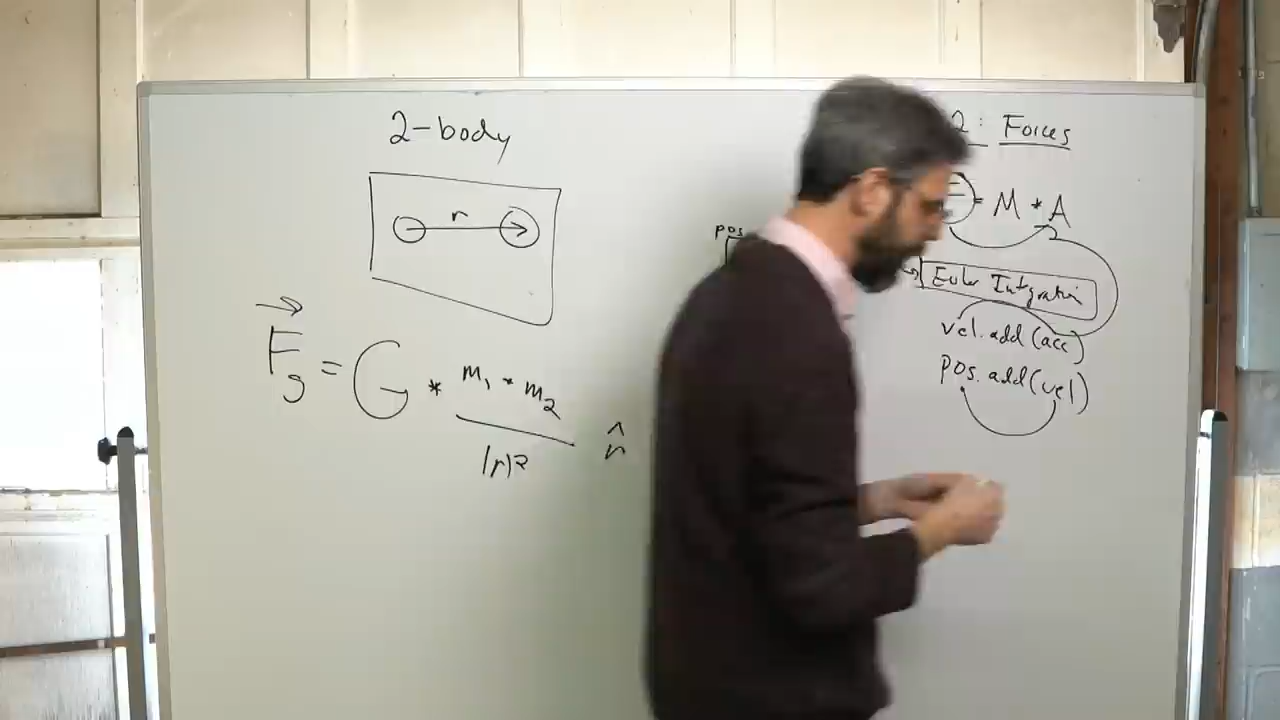 2-body
r
F g = G * m1 * m2
|r|2
r̂
pos
2: Forces
= M * A
Euler Integration
vel.add(acc)
pos.add(vel)